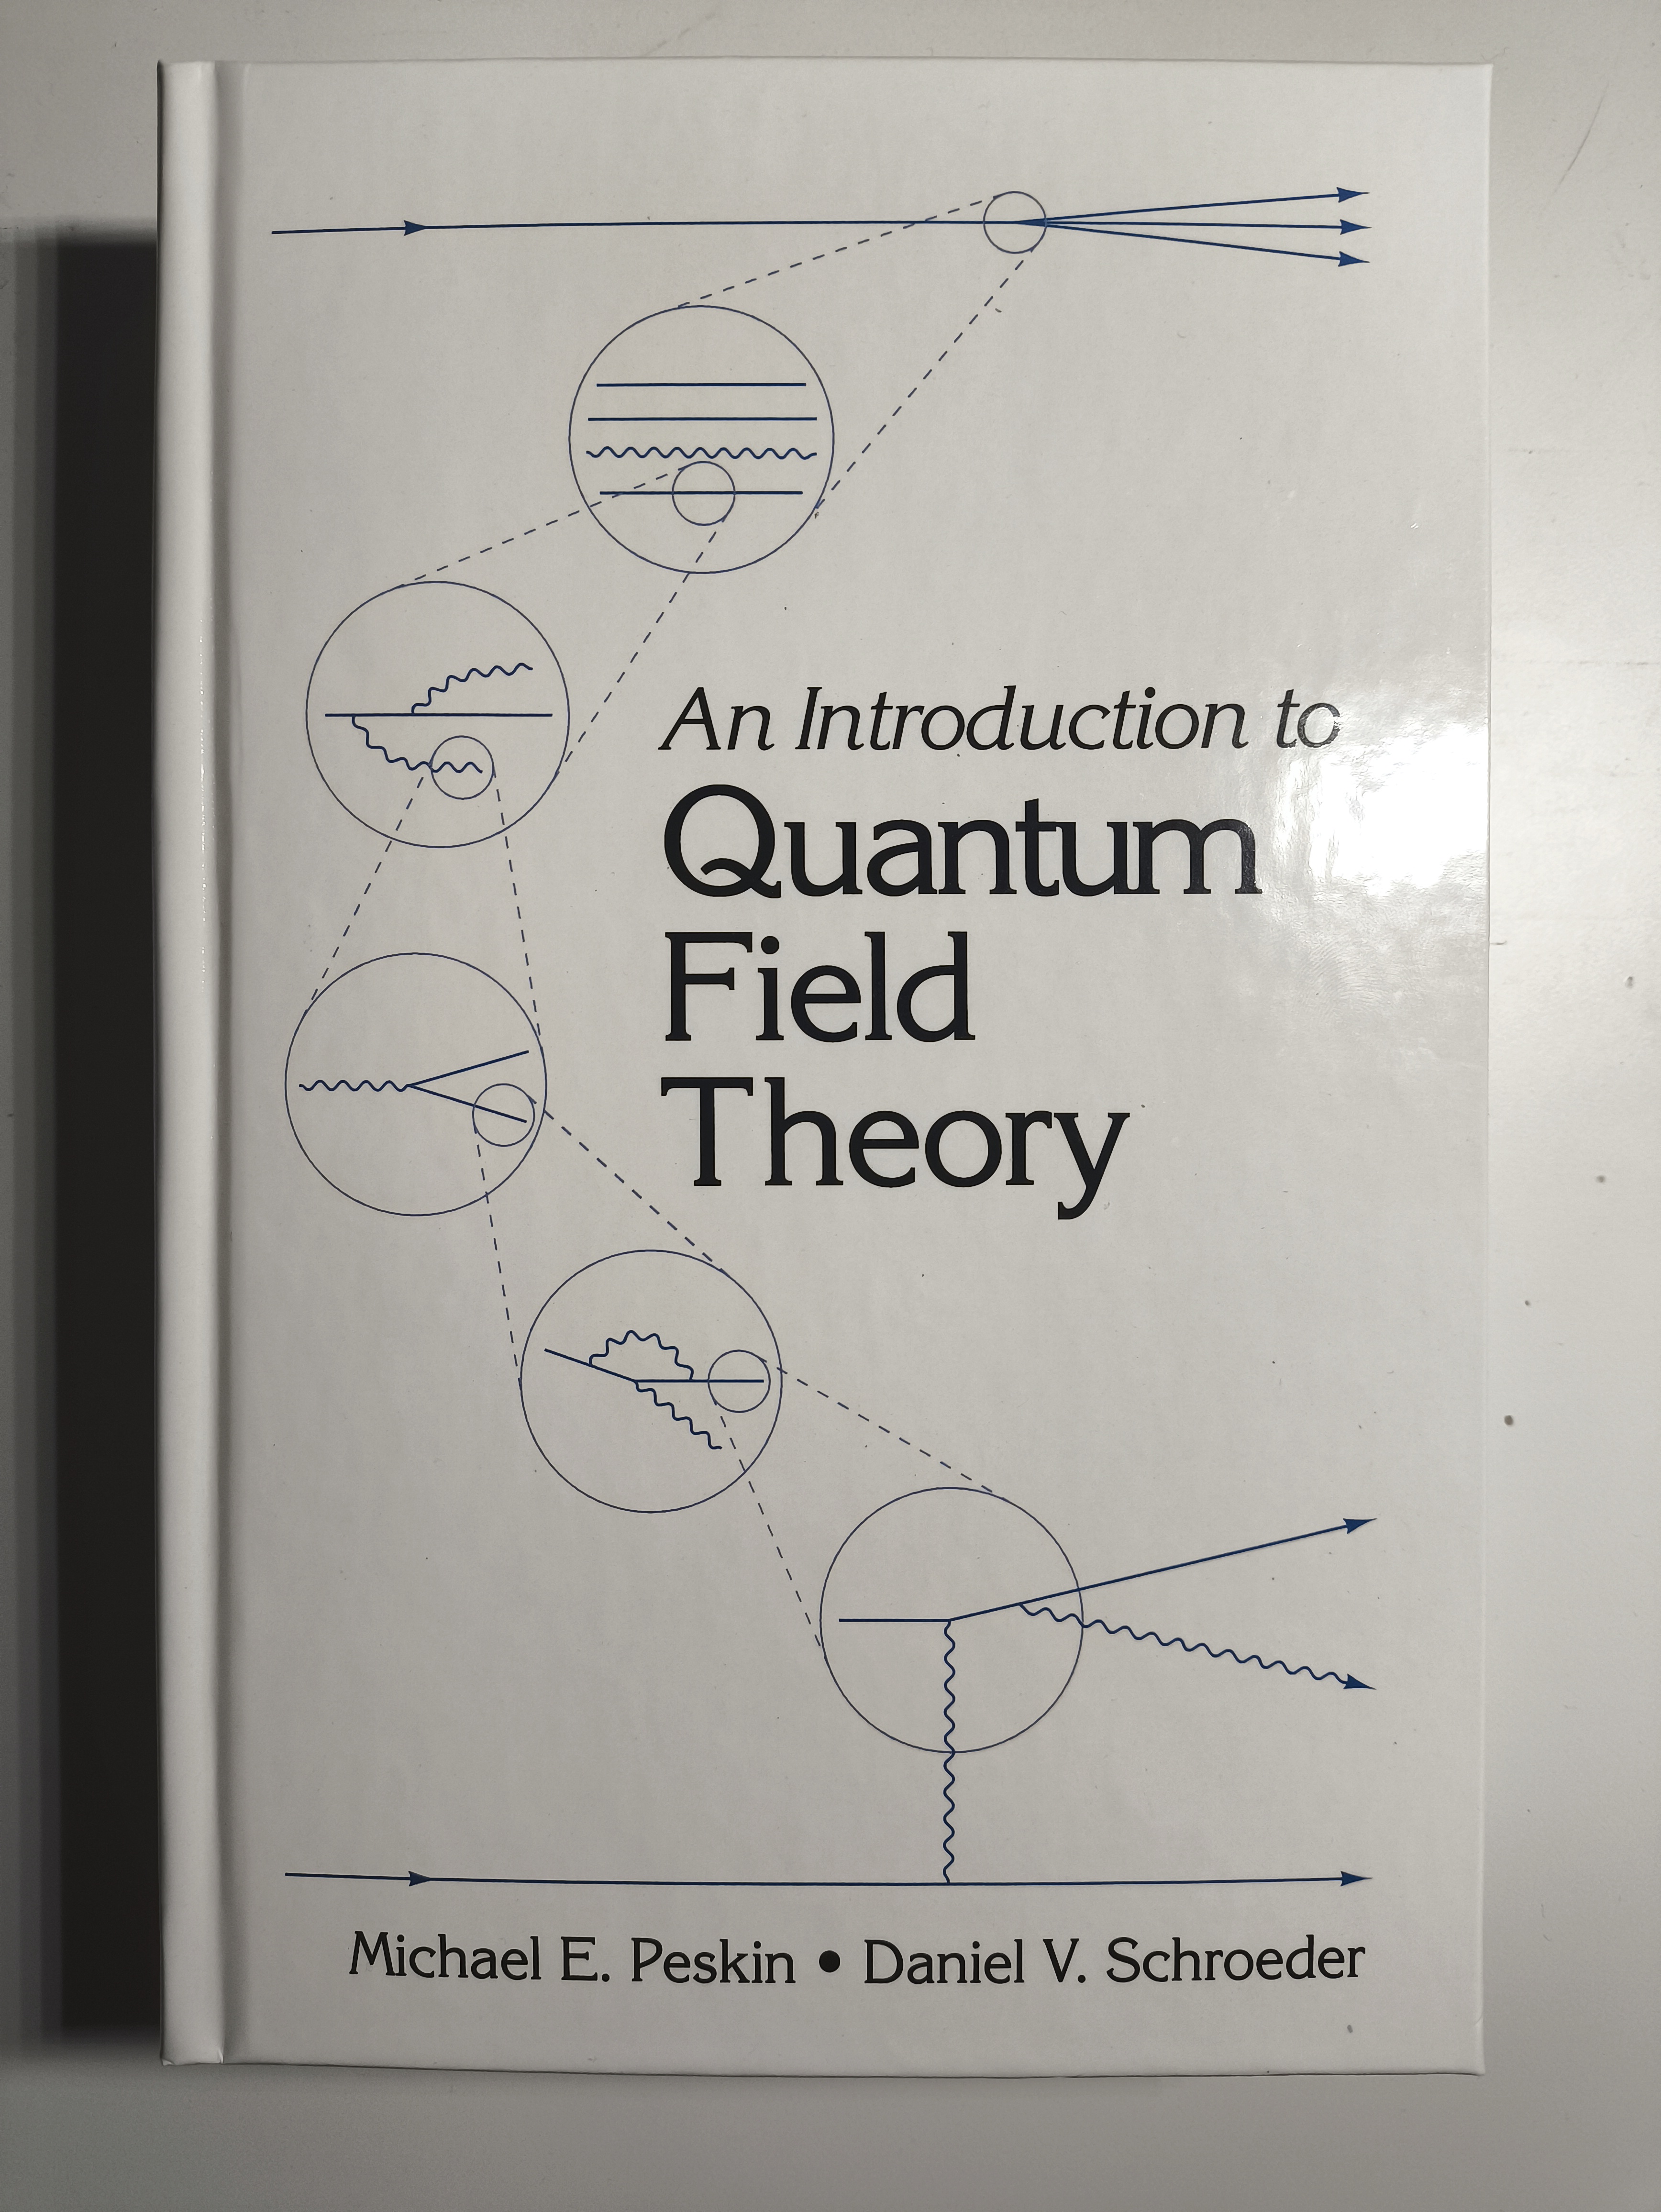 An Introduction to
Quantum
Field
Theory
Michael E. Peskin • Daniel V. Schroeder